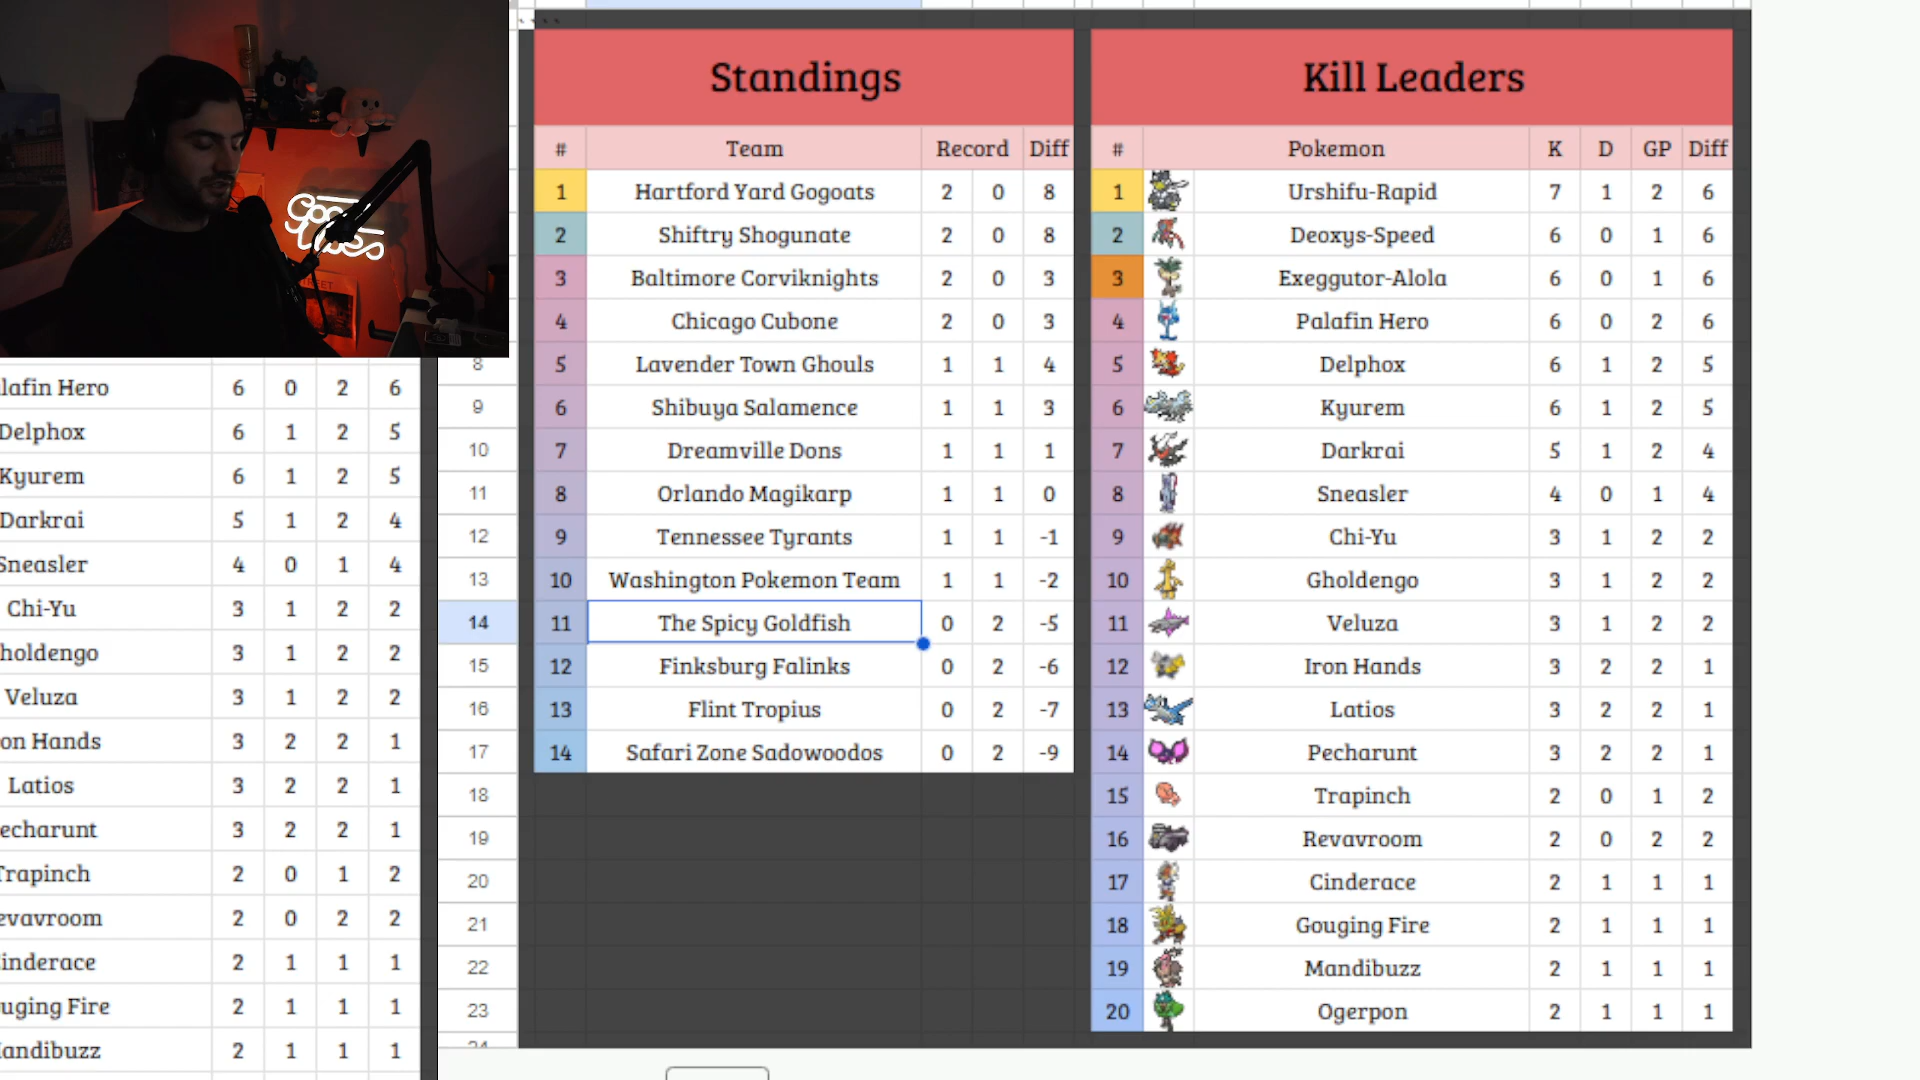 Standings
# Team Record Diff
1 Hartford Yard Gogoats 2 0 8
2 Shiftry Shogunate 2 0 8
3 Baltimore Corviknights 2 0 3
4 Chicago Cubone 2 0 3
5 Lavender Town Ghouls 1 1 4
6 Shibuya Salamence 1 1 3
7 Dreamville Dons 1 1 1
8 Orlando Magikarp 1 1 0
9 Tennessee Tyrants 1 1 -1
10 Washington Pokemon Team 1 1 -2
11 The Spicy Goldfish 0 2 -5
12 Finksburg Falinks 0 2 -6
13 Flint Tropius 0 2 -7
14 Safari Zone Sadowoodos 0 2 -9
Kill Leaders
# Pokemon K D GP Diff
1 Urshifu-Rapid 7 1 2 6
2 Deoxys-Speed 6 0 1 6
3 Exeggutor-Alola 6 0 1 6
4 Palafin Hero 6 0 2 6
5 Delphox 6 1 2 5
6 Kyurem 6 1 2 5
7 Darkrai 5 1 2 4
8 Sneasler 4 0 1 4
9 Chi-Yu 3 1 2 2
10 Gholdengo 3 1 2 2
11 Veluza 3 1 2 2
12 Iron Hands 3 2 2 1
13 Latios 3 2 2 1
14 Pecharunt 3 2 2 1
15 Trapinch 2 0 1 2
16 Revavroom 2 0 2 2
17 Cinderace 2 1 1 1
18 Gouging Fire 2 1 1 1
19 Mandibuzz 2 1 1 1
20 Ogerpon 2 1 1 1
lafin Hero 6 0 2 6
Delphox 6 1 2 5
Kyurem 6 1 2 5
Darkrai 5 1 2 4
Sneasler 4 0 1 4
Chi-Yu 3 1 2 2
holdengo 3 1 2 2
Veluza 3 1 2 2
on Hands 3 2 2 1
Latios 3 2 2 1
echarunt 3 2 2 1
Trapinch 2 0 1 2
evavroom 2 0 2 2
inderace 2 1 1 1
uging Fire 2 1 1 1
andibuzz 2 1 1 1
8
9
10
11
12
13
14
15
16
17
18
19
20
21
22
23